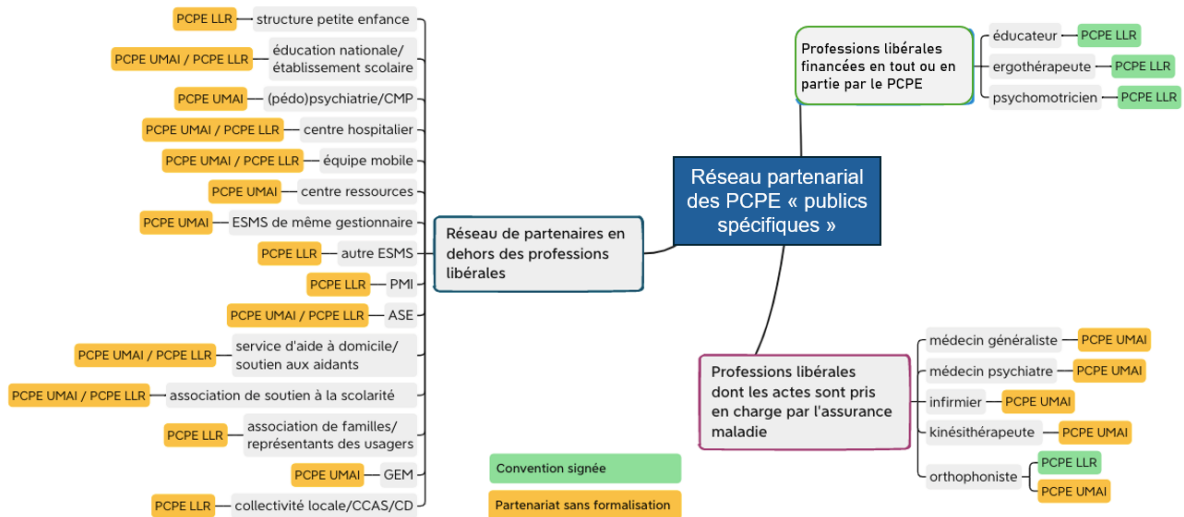 PCPE LLR
structure petite enfance
PCPE UMAI / PCPE LLR
éducation nationale/
établissement scolaire
PCPE UMAI
(pédo)psychiatrie/CMP
PCPE UMAI / PCPE LLR
centre hospitalier
PCPE UMAI / PCPE LLR
équipe mobile
PCPE UMAI
centre ressources
PCPE UMAI
ESMS de même gestionnaire
PCPE LLR
autre ESMS
PCPE LLR
PMI
PCPE UMAI / PCPE LLR
ASE
PCPE UMAI / PCPE LLR
service d'aide à domicile/
soutien aux aidants
PCPE UMAI / PCPE LLR
association de soutien à la scolarité
PCPE LLR
association de familles/
représentants des usagers
PCPE UMAI
GEM
PCPE LLR
collectivité locale/CCAS/CD
Réseau de partenaires en
dehors des professions
libérales
Convention signée
Partenariat sans formalisation
Réseau partenarial
des PCPE « publics
spécifiques »
Professions libérales
financées en tout ou en
partie par le PCPE
éducateur
PCPE LLR
ergothérapeute
PCPE LLR
psychomotricien
PCPE LLR
Professions libérales
dont les actes sont pris
en charge par l'assurance
maladie
médecin généraliste
PCPE UMAI
médecin psychiatre
PCPE UMAI
infirmier
PCPE UMAI
kinésithérapeute
PCPE UMAI
orthophoniste
PCPE LLR
PCPE UMAI